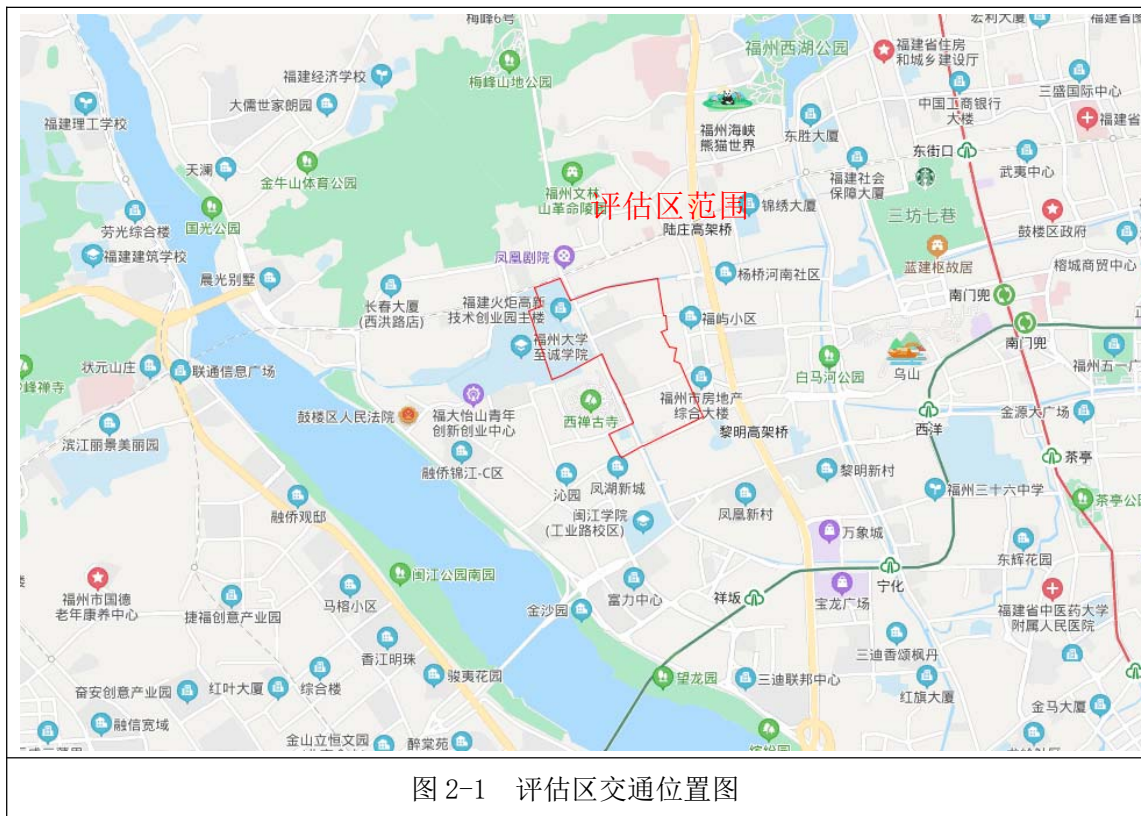 梅峰6号
宏利大厦
福建省国
福州西湖公园
福建省住房
和城乡建设厅
梅峰山地公园
福建经济学校
中国工商银行
大楼
三盛国际中心
大儒世家朗园
福建理工学校
福州海峡
熊猫世界
东胜大厦
福建省
东街口
武夷中心
天澜
金牛山体育公园
福州文林
山革命陵园
评估区范围
锦绣大厦
福建社会
保障大厦
三坊七巷
国光公园
劳光综合楼
陆庄高架桥
鼓楼区政府
福建建筑学校
凤凰剧院
蓝建枢故居
榕城商贸中心
晨光别墅
杨桥河南社区
长春大厦
(西洪路店)
福建火炬高新
技术创业园主楼
南门兜
福屿小区
福州大学
至诚学院
南门兜
乌山
状元山庄
联通信息广场
峰禅寺
白马河公园
福州五一广
鼓楼区人民法院
福大怡山青年
创新创业中心
西禅古寺
福州市房地产
综合大楼
金源大广场
西洋
滨江丽景美丽园
黎明高架桥
茶亭
融侨锦江-C区
沁园
凤湖新城
黎明新村
福州三十六中学
融侨观邸
闽江学院
(工业路校区)
凤凰新村
茶亭公园
万象城
东辉花园
闽江公园南园
福州市国德
老年康养中心
马榕小区
富力中心
宁化
捷福创意产业园
金沙园
祥坂
宝龙广场
福建省中医药大学
附属人民医院
香江明珠
三迪香颂枫丹
骏夷花园
望龙园
三迪联邦中心
奋安创意产业园
红叶大厦
综合楼
红旗大厦
金马大厦
融信宽域
金山立恒文园
醉棠苑
缤纷园
图 2-1 评估区交通位置图